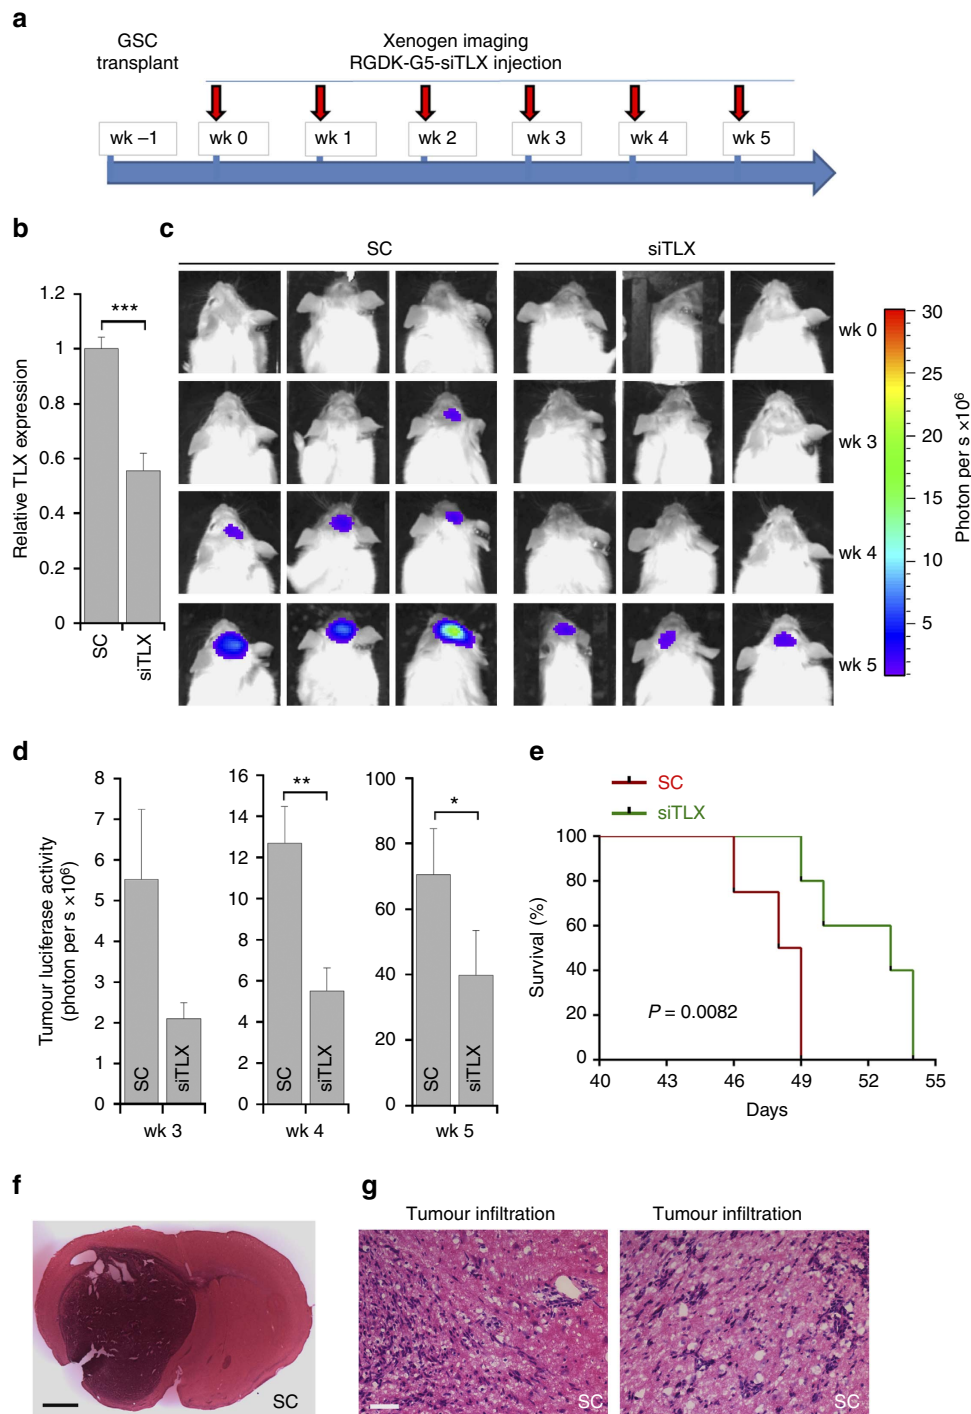 a
GSC
transplant
Xenogen imaging
RGDK-G5-siTLX injection
wk –1
wk 0
wk 1
wk 2
wk 3
wk 4
wk 5
b
Relative TLX expression
1.2
1
0.8
0.6
0.4
0.2
0
***
SC
siTLX
c
SC
siTLX
wk 0
wk 3
wk 4
wk 5
30
25
20
15
10
5
Photon per s ×10⁶
d
Tumour luciferase activity
(photon per s ×10⁶)
8
7
6
5
4
3
2
1
0
SC
siTLX
wk 3
16
14
12
10
8
6
4
2
0
**
SC
siTLX
wk 4
100
80
60
40
20
0
*
SC
siTLX
wk 5
e
SC
siTLX
Survival (%)
100
80
60
40
20
0
P = 0.0082
40
43
46
49
52
55
Days
f
SC
g
Tumour infiltration
SC
Tumour infiltration
SC